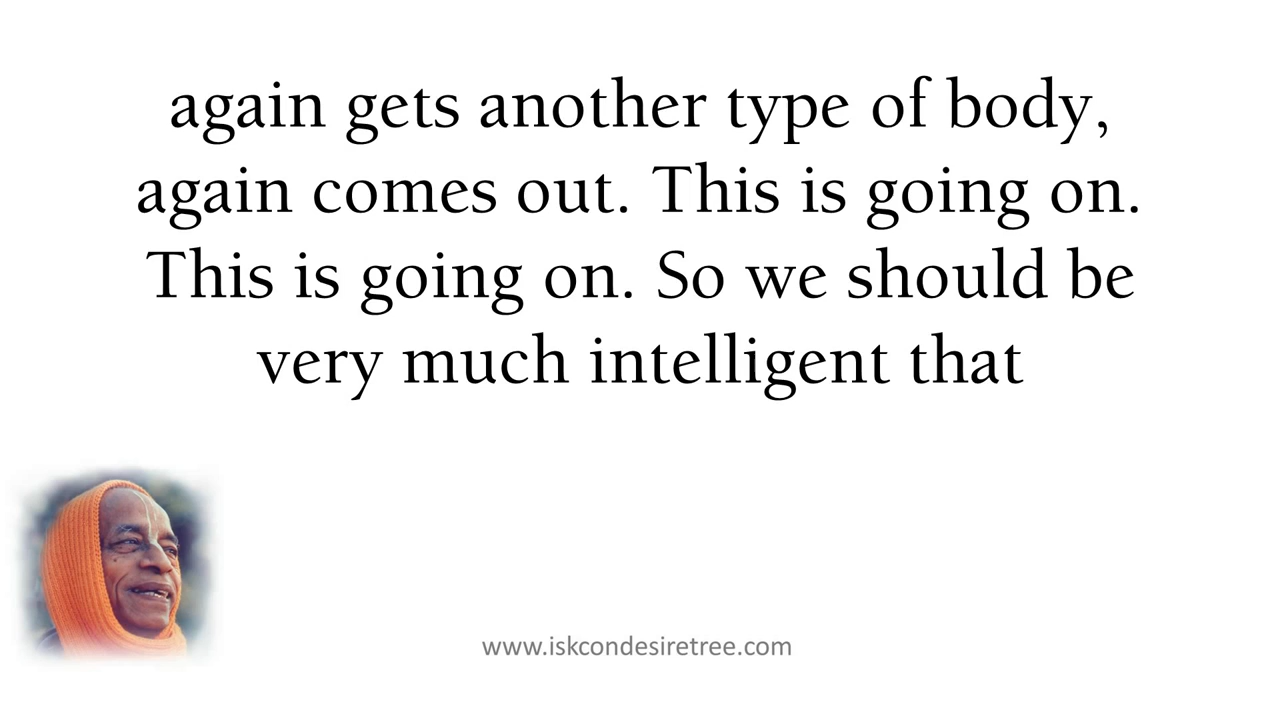 again gets another type of body,
again comes out. This is going on.
This is going on. So we should be
very much intelligent that
www.iskcondesiretree.com